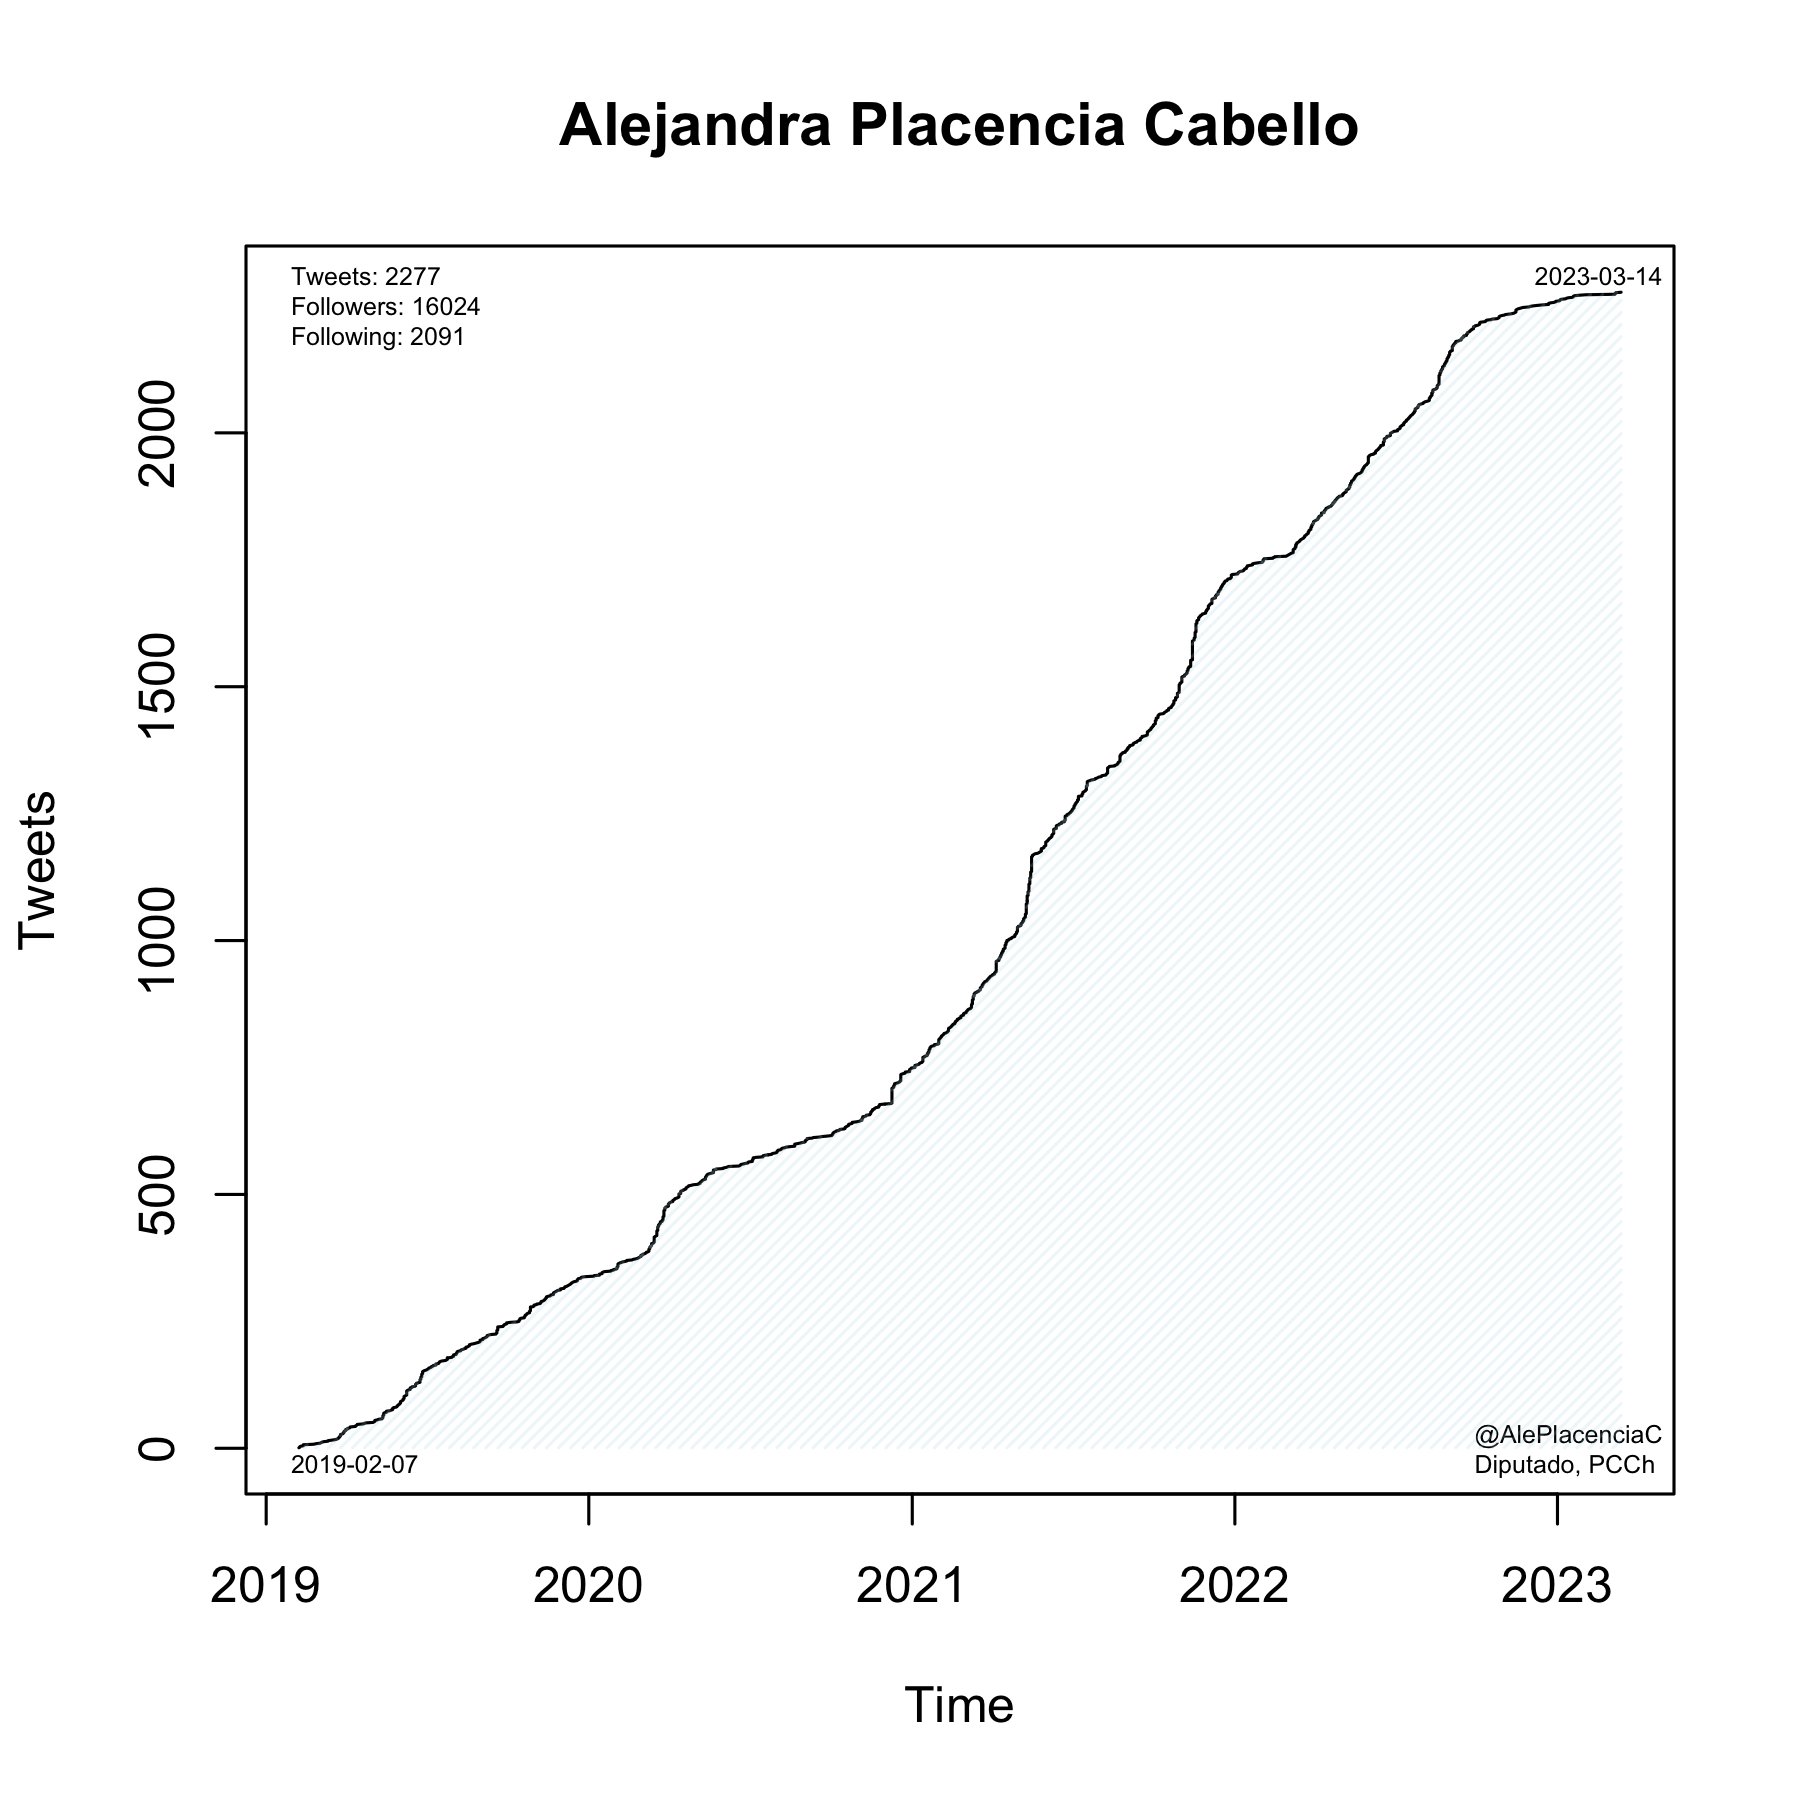 Alejandra Placencia Cabello
Tweets: 2277
Followers: 16024
Following: 2091
2023-03-14
Tweets
2000
1500
1000
500
0
2019-02-07
@AlePlacenciaC
Diputado, PCCh
2019 2020 2021 2022 2023
Time